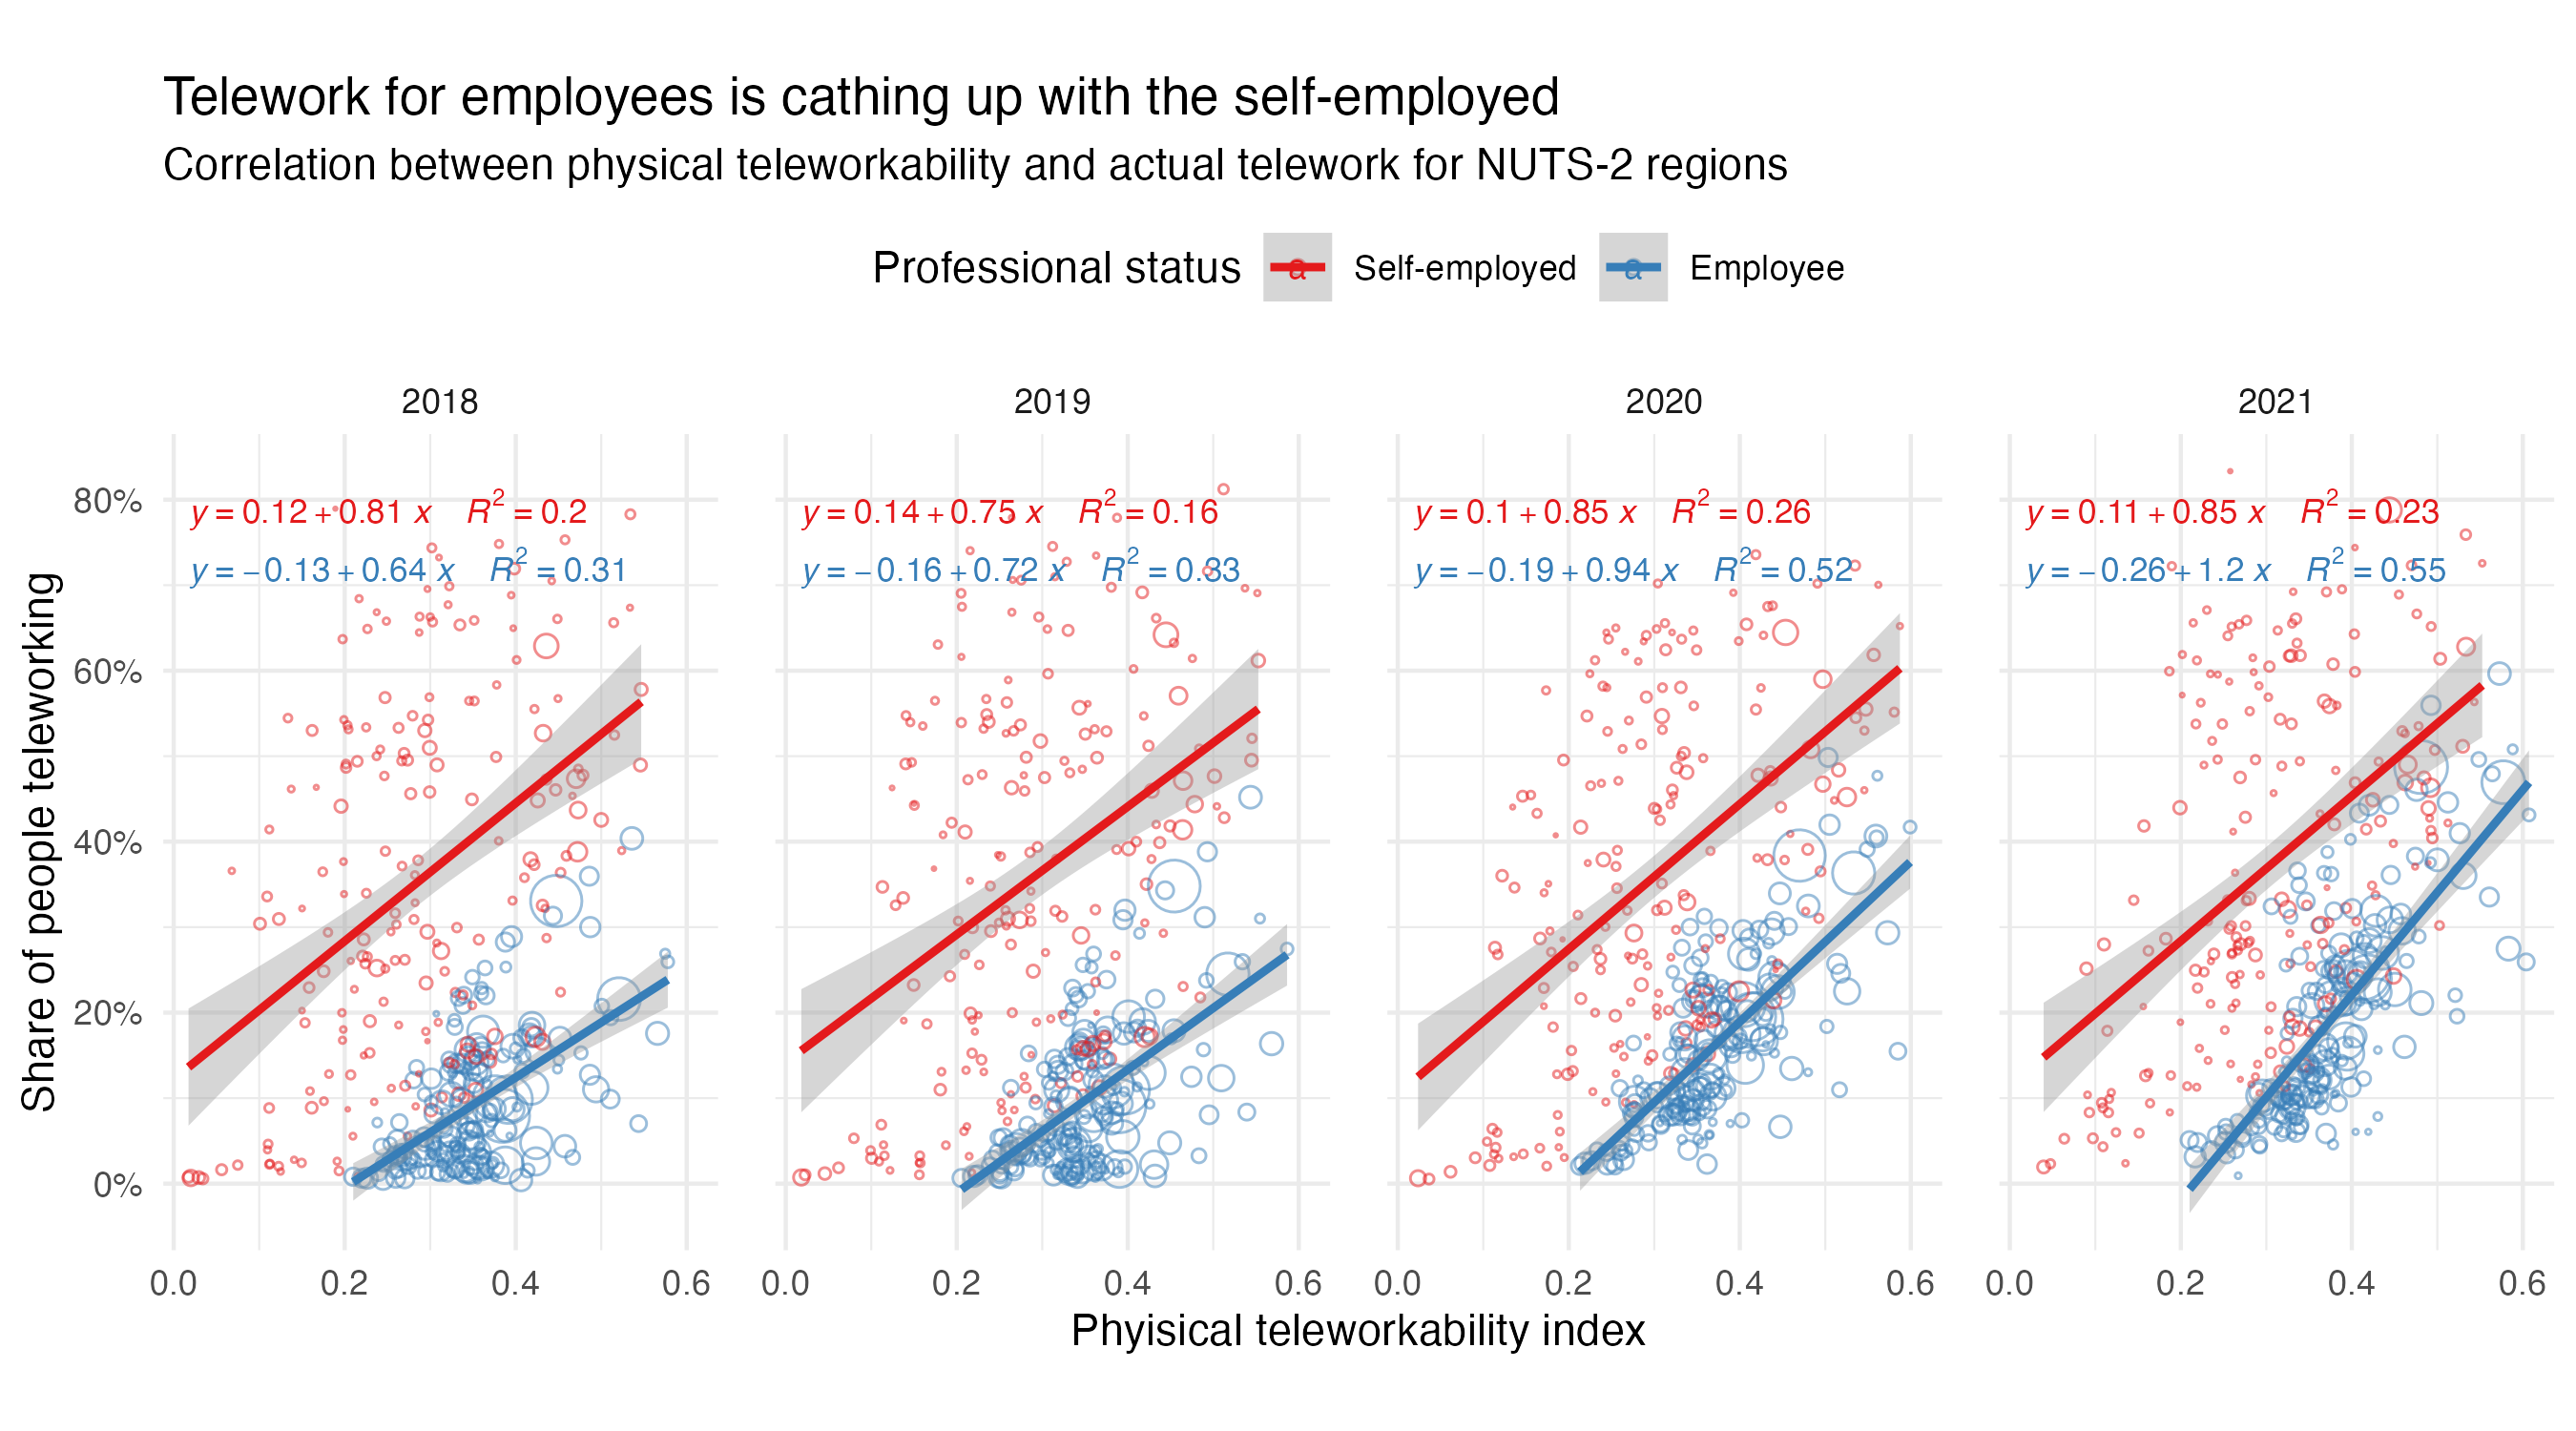 Telework for employees is cathing up with the self-employed
Correlation between physical teleworkability and actual telework for NUTS-2 regions
Professional status a Self-employed a Employee
2018 2019 2020 2021
y = 0.12 + 0.81 x R² = 0.2
y = −0.13 + 0.64 x R² = 0.31
y = 0.14 + 0.75 x R² = 0.16
y = −0.16 + 0.72 x R² = 0.33
y = 0.1 + 0.85 x R² = 0.26
y = −0.19 + 0.94 x R² = 0.52
y = 0.11 + 0.85 x R² = 0.23
y = −0.26 + 1.2 x R² = 0.55
Share of people teleworking
80%
60%
40%
20%
0%
0.0 0.2 0.4 0.6 0.0 0.2 0.4 0.6 0.0 0.2 0.4 0.6 0.0 0.2 0.4 0.6
Phyisical teleworkability index